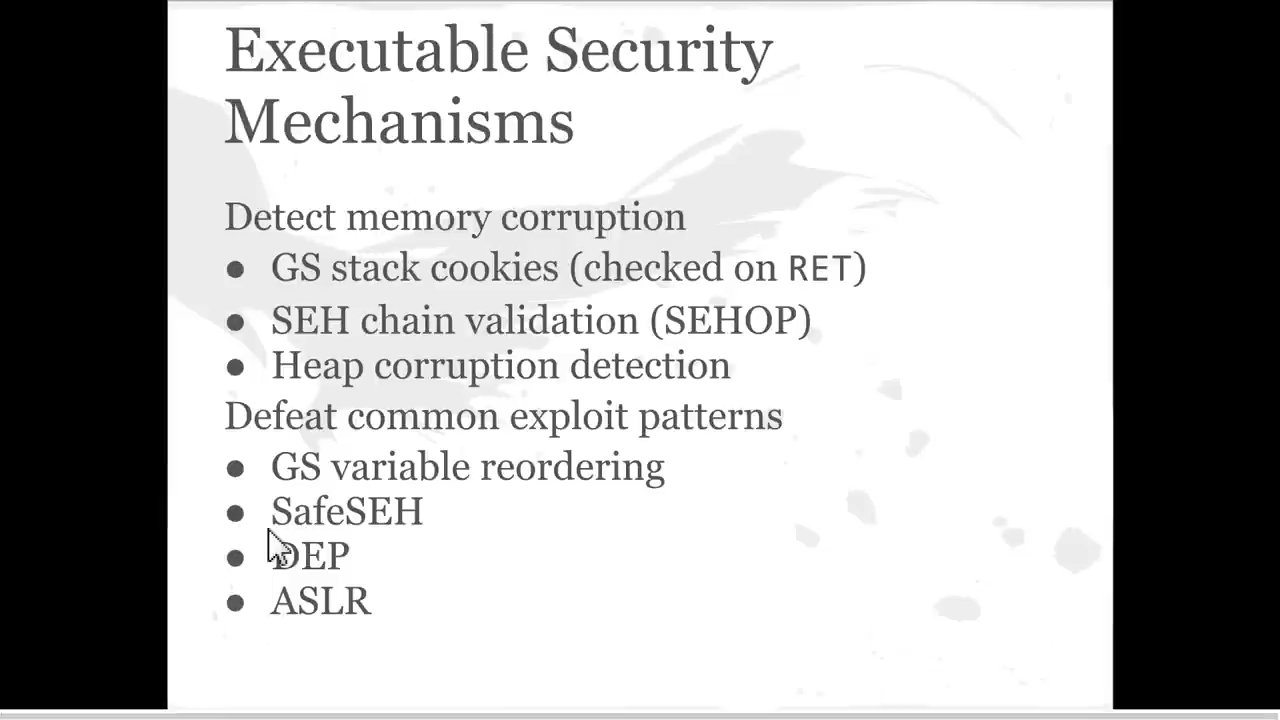 Executable Security
Mechanisms
Detect memory corruption
● GS stack cookies (checked on RET)
● SEH chain validation (SEHOP)
● Heap corruption detection
Defeat common exploit patterns
● GS variable reordering
● SafeSEH
● DEP
● ASLR